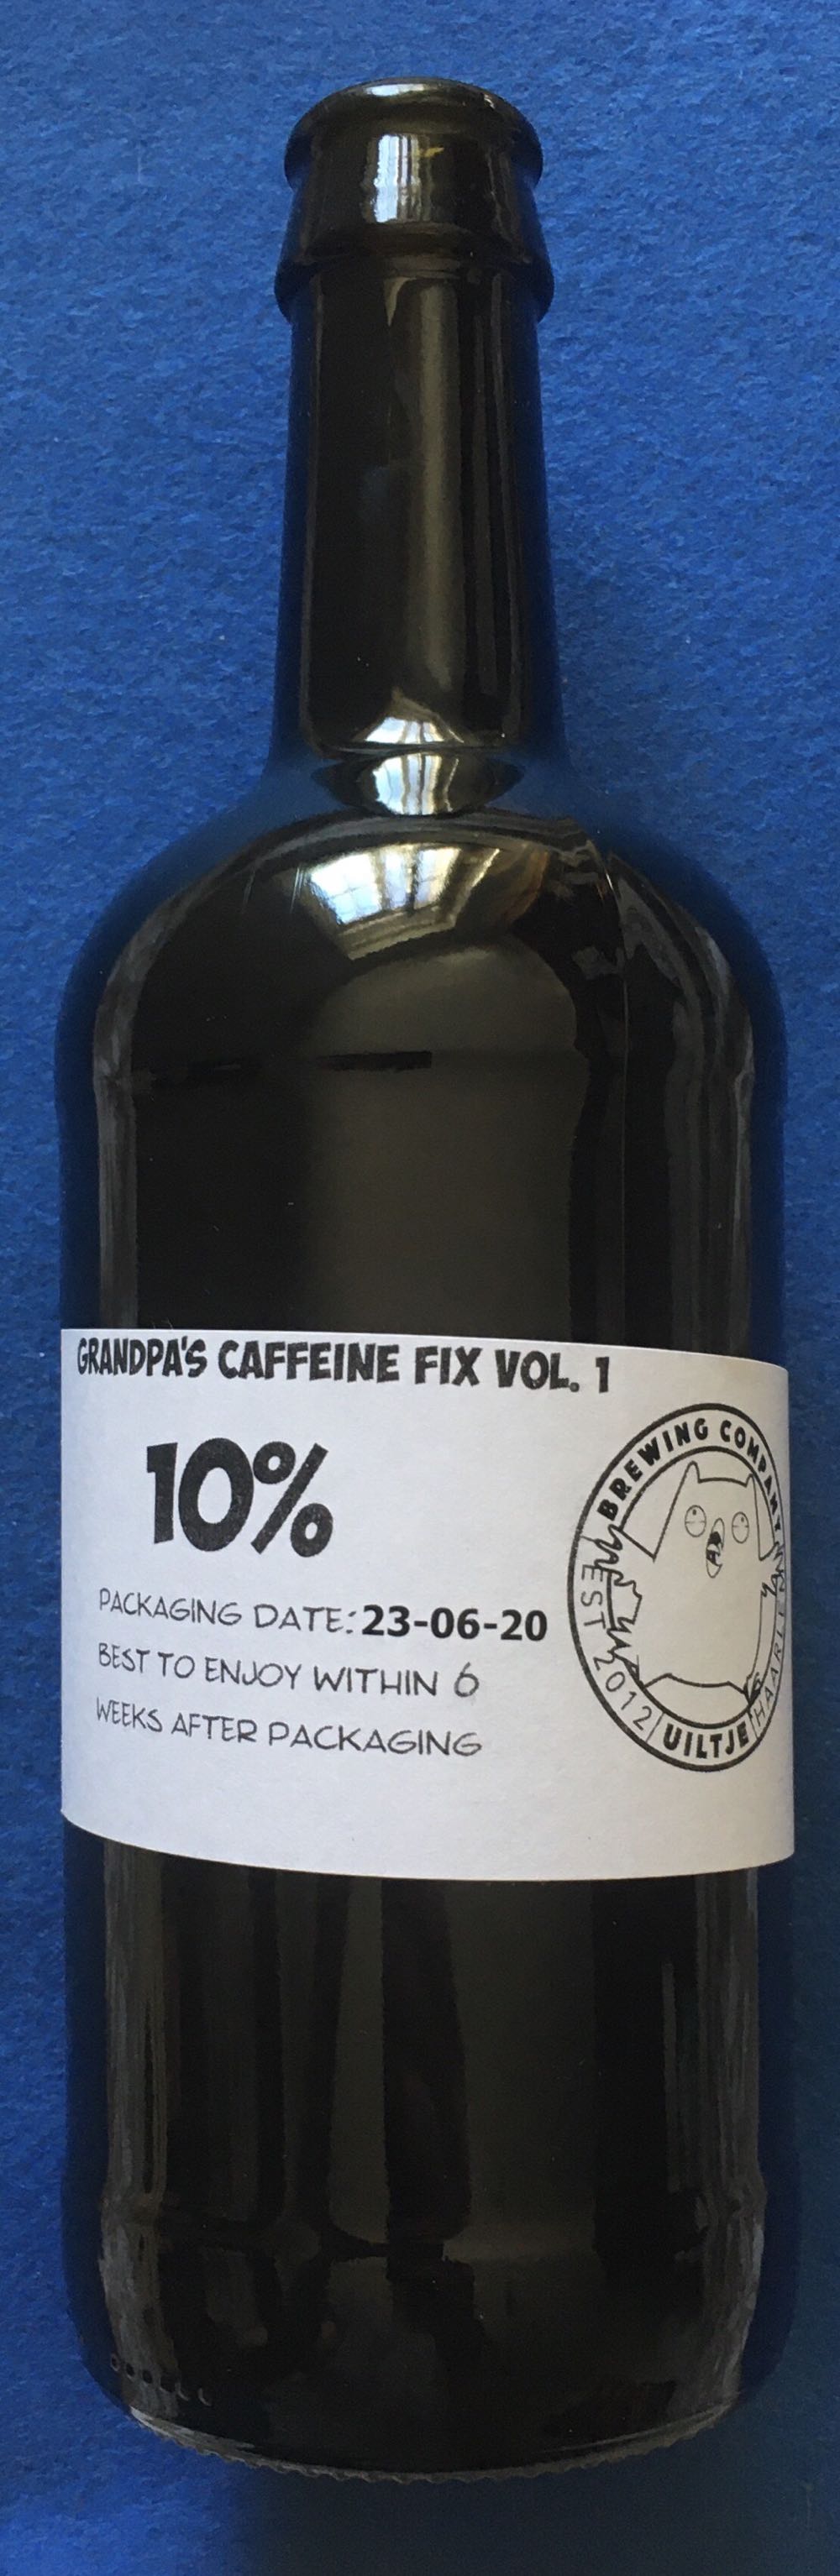 GRANDPA'S CAFFEINE FIX VOL. 1
10%
PACKAGING DATE: 23-06-20
BEST TO ENJOY WITHIN 6
WEEKS AFTER PACKAGING
BREWING COMPANY
EST 2012
UILTJE
HAARLEM